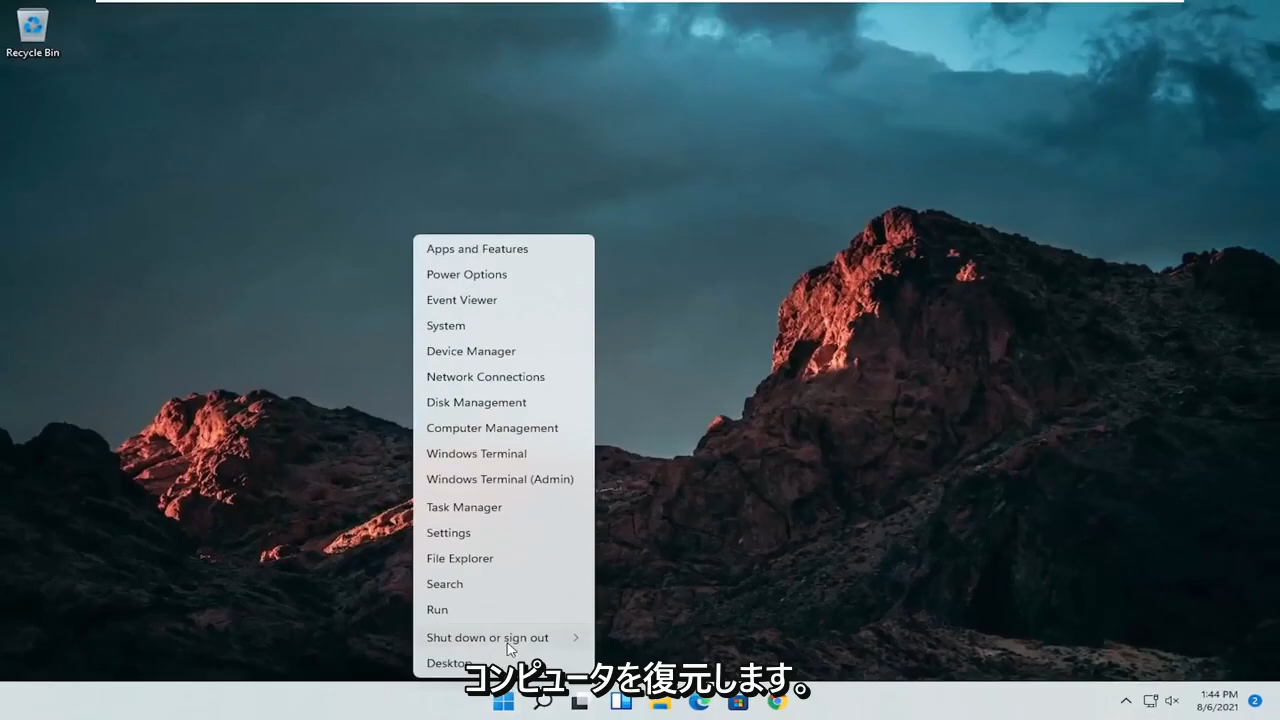 Recycle Bin
Apps and Features
Power Options
Event Viewer
System
Device Manager
Network Connections
Disk Management
Computer Management
Windows Terminal
Windows Terminal (Admin)
Task Manager
Settings
File Explorer
Search
Run
Shut down or sign out
Desktop
コンピュータを復元します。
1:44 PM
8/6/2021
2